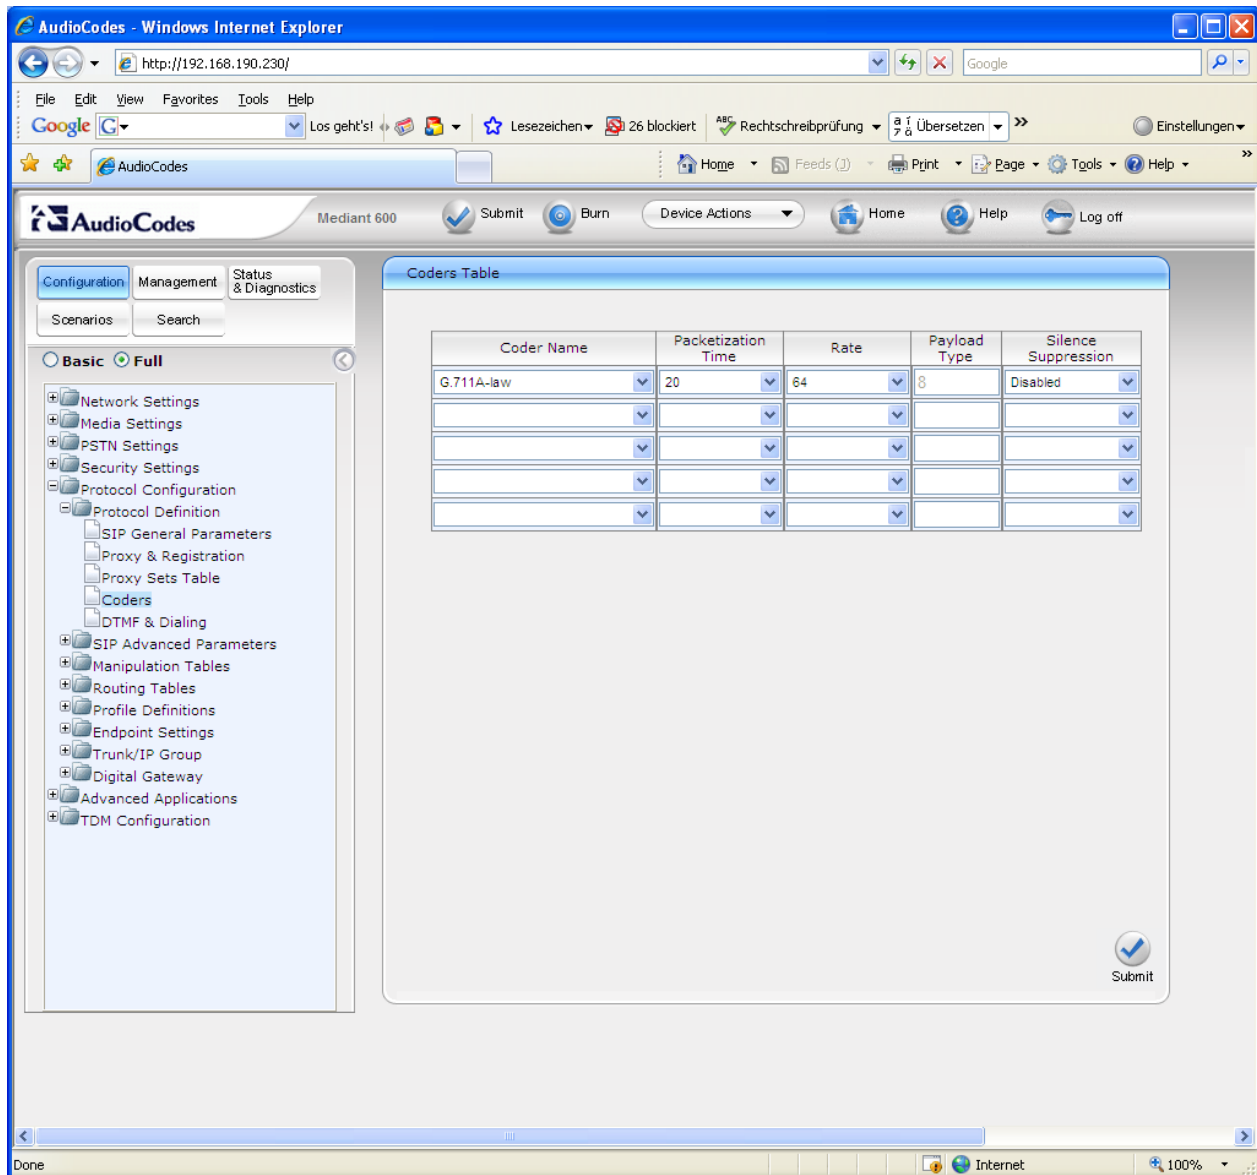 AudioCodes - Windows Internet Explorer
http://192.168.190.230/
Google
File Edit View Favorites Tools Help
Google G Los geht's! Lesezeichen 26 blockiert ABC Rechtschreibprüfung Übersetzen » Einstellungen
AudioCodes Home Feeds (J) Print Page Tools Help »
AudioCodes Mediant 600 Submit Burn Device Actions Home Help Log off
Configuration Management Status & Diagnostics
Scenarios Search
Basic Full
Network Settings
Media Settings
PSTN Settings
Security Settings
Protocol Configuration
Protocol Definition
SIP General Parameters
Proxy & Registration
Proxy Sets Table
Coders
DTMF & Dialing
SIP Advanced Parameters
Manipulation Tables
Routing Tables
Profile Definitions
Endpoint Settings
Trunk/IP Group
Digital Gateway
Advanced Applications
TDM Configuration
Coders Table
Coder Name Packetization Time Rate Payload Type Silence Suppression
G.711A-law 20 64 8 Disabled
Submit
Done Internet 100%